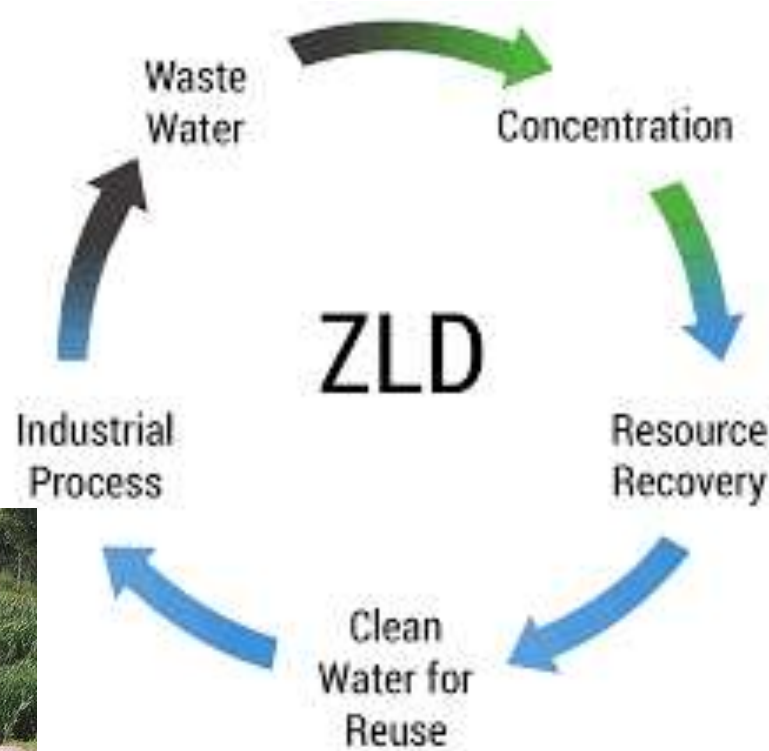 Waste
Water
Concentration
ZLD
Industrial
Process
Resource
Recovery
Clean
Water for
Reuse